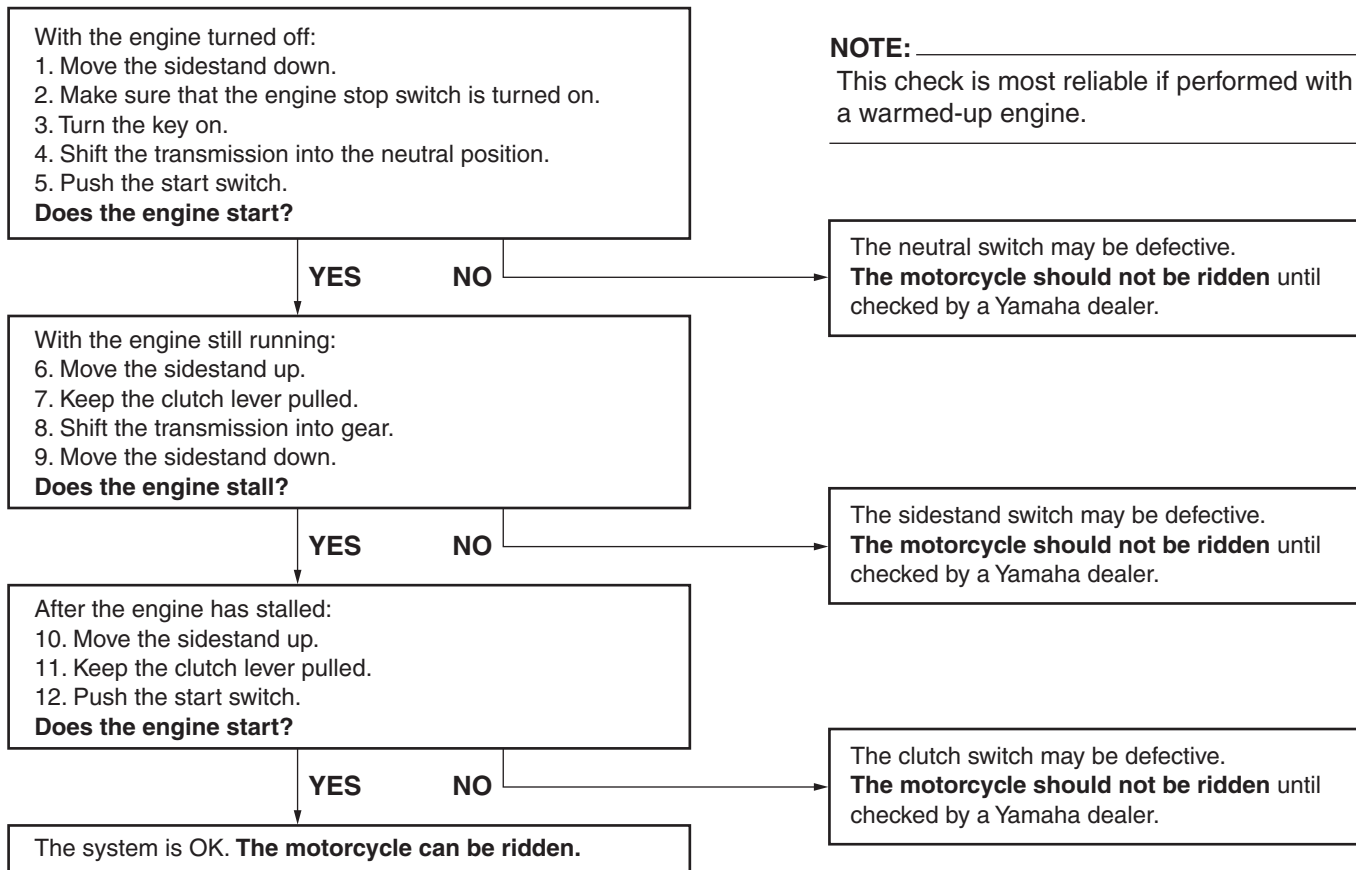 With the engine turned off:
1. Move the sidestand down.
2. Make sure that the engine stop switch is turned on.
3. Turn the key on.
4. Shift the transmission into the neutral position.
5. Push the start switch.
Does the engine start?
NOTE:
This check is most reliable if performed with
a warmed-up engine.
YES NO
The neutral switch may be defective.
The motorcycle should not be ridden until
checked by a Yamaha dealer.
With the engine still running:
6. Move the sidestand up.
7. Keep the clutch lever pulled.
8. Shift the transmission into gear.
9. Move the sidestand down.
Does the engine stall?
YES NO
The sidestand switch may be defective.
The motorcycle should not be ridden until
checked by a Yamaha dealer.
After the engine has stalled:
10. Move the sidestand up.
11. Keep the clutch lever pulled.
12. Push the start switch.
Does the engine start?
YES NO
The clutch switch may be defective.
The motorcycle should not be ridden until
checked by a Yamaha dealer.
The system is OK. The motorcycle can be ridden.